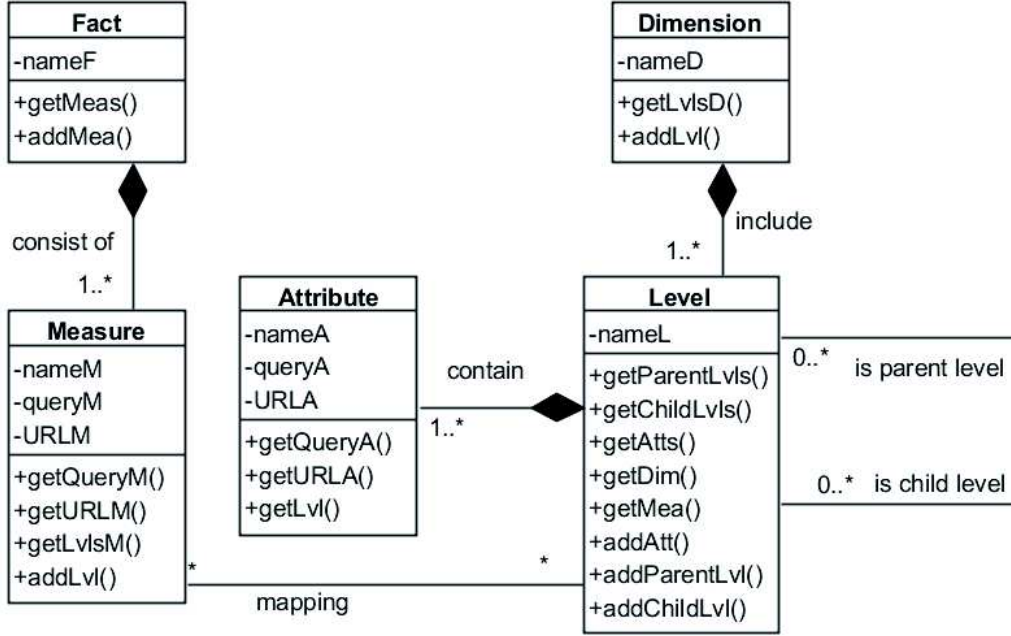 Fact
-nameF
+getMeas()
+addMea()
consist of
1..*
Measure
-nameM
-queryM
-URLM
+getQueryM()
+getURLM()
+getLvlsM()
+addLvl()
Attribute
-nameA
-queryA
-URLA
+getQueryA()
+getURLA()
+getLvl()
contain
1..*
Dimension
-nameD
+getLvlsD()
+addLvl()
include
1..*
Level
-nameL
+getParentLvls()
+getChildLvls()
+getAtts()
+getDim()
+getMea()
+addAtt()
+addParentLvl()
+addChildLvl()
0..* is parent level
0..* is child level
* *
mapping